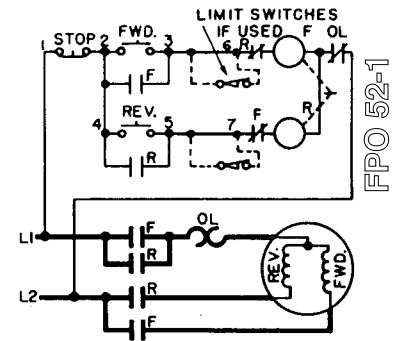 LIMIT SWITCHES
IF USED
F
OL
1
STOP
2
FWD.
3
6
R
F
REV.
4
5
7
F
R
R
FPO 52-1
L1
F
R
OL
L2
R
F
REV.
FWD.